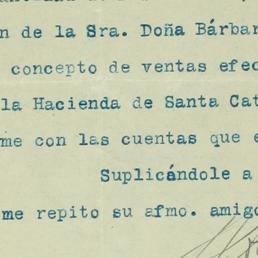 n de la Sra. Doña Bárbar
concepto de ventas efec
la Hacienda de Santa Cat
me con las cuentas que e
Suplicándole a
me repito su afmo. amigo